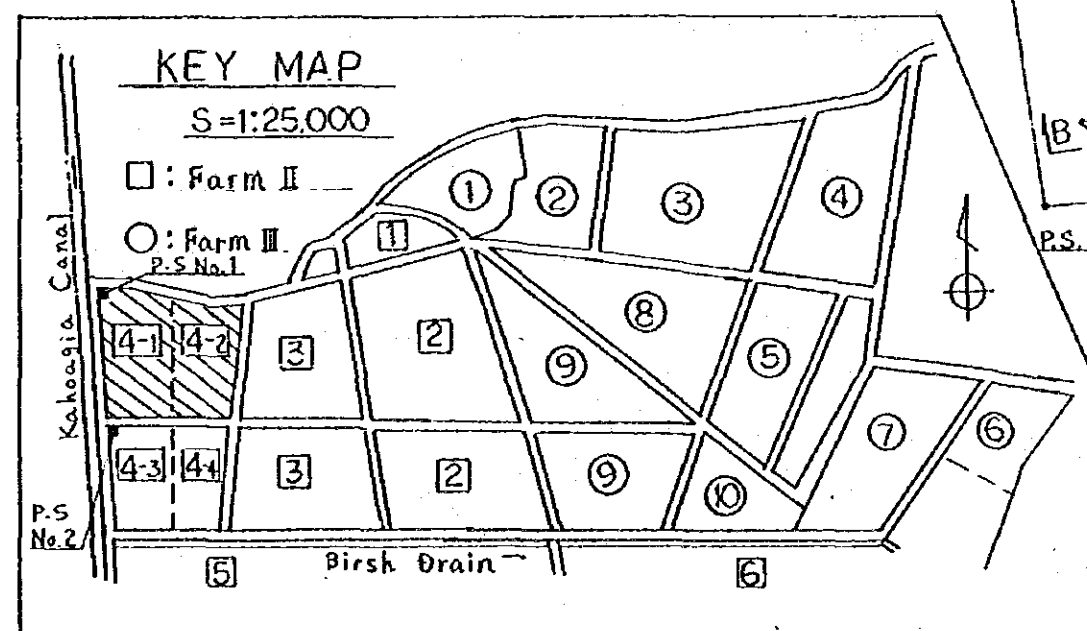 KEY MAP
S=1:25.000
□ : Farm II
○ : Farm III
P.S No.1
Kahoagia Canal
1
2
3
4
1
4-1
4-2
3
2
8
9
5
7
6
4-3
4-4
3
2
9
10
P.S
No.2
Birsh Drain →
5
6
B
P.S.